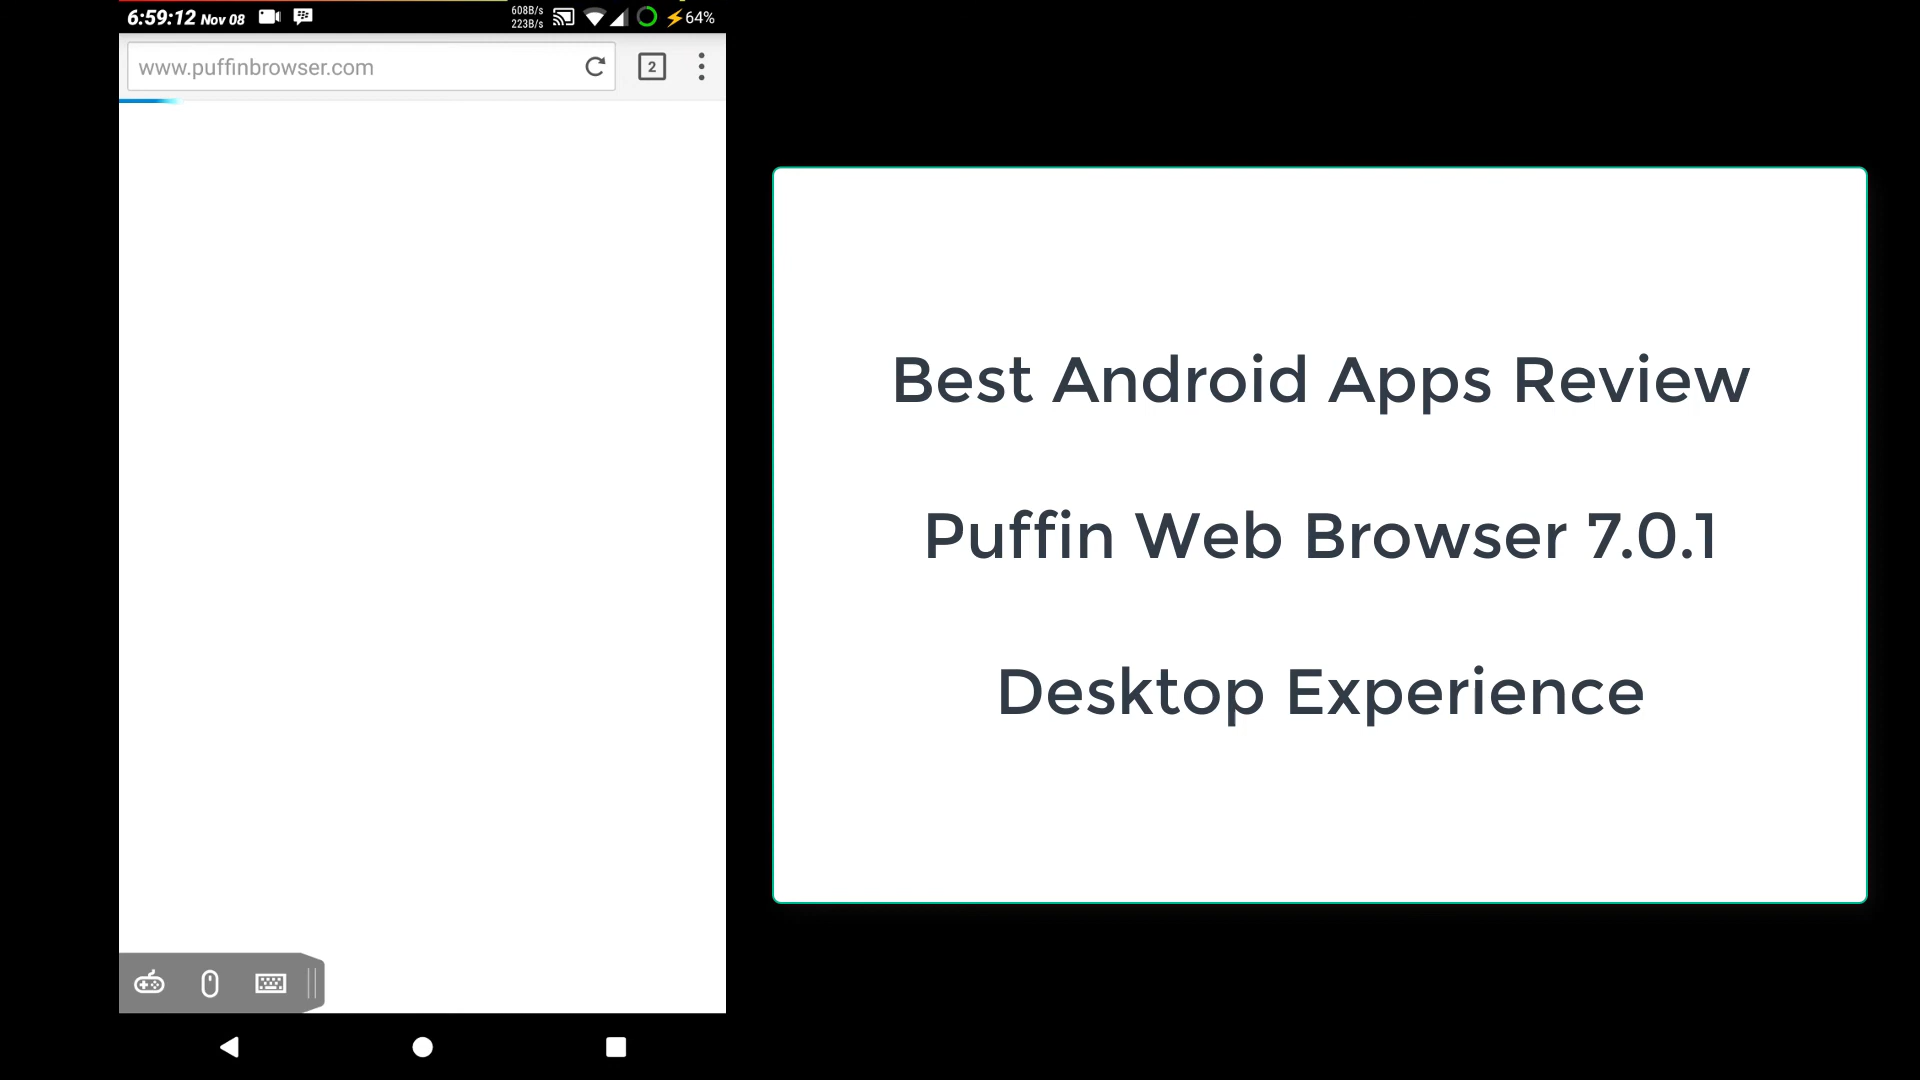 6:59:12 Nov 08
608B/s
223B/s
64%
www.puffinbrowser.com
2
Best Android Apps Review
Puffin Web Browser 7.0.1
Desktop Experience